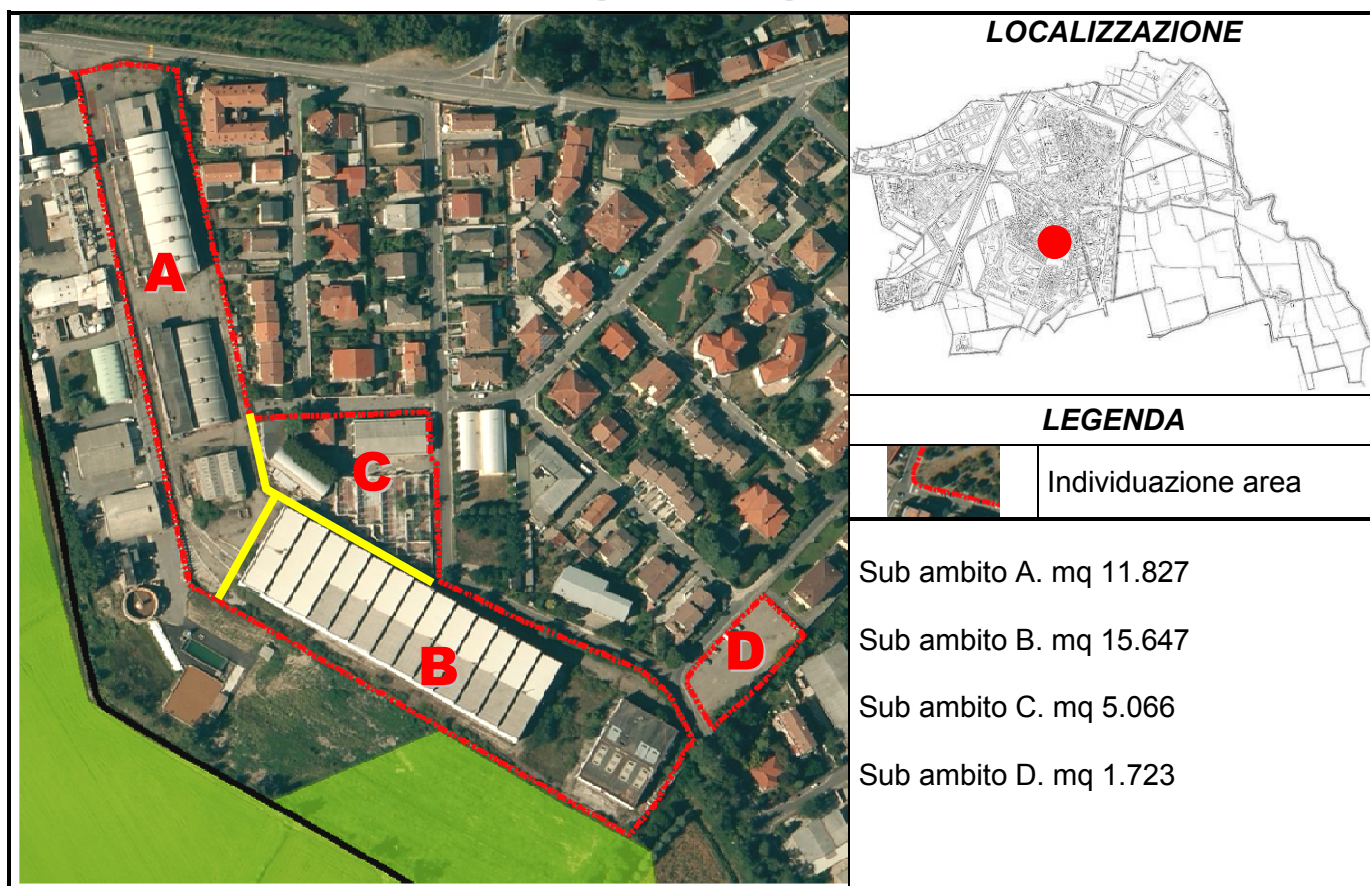 LOCALIZZAZIONE
A
C
B
D
LEGENDA
Individuazione area
Sub ambito A. mq 11.827
Sub ambito B. mq 15.647
Sub ambito C. mq 5.066
Sub ambito D. mq 1.723